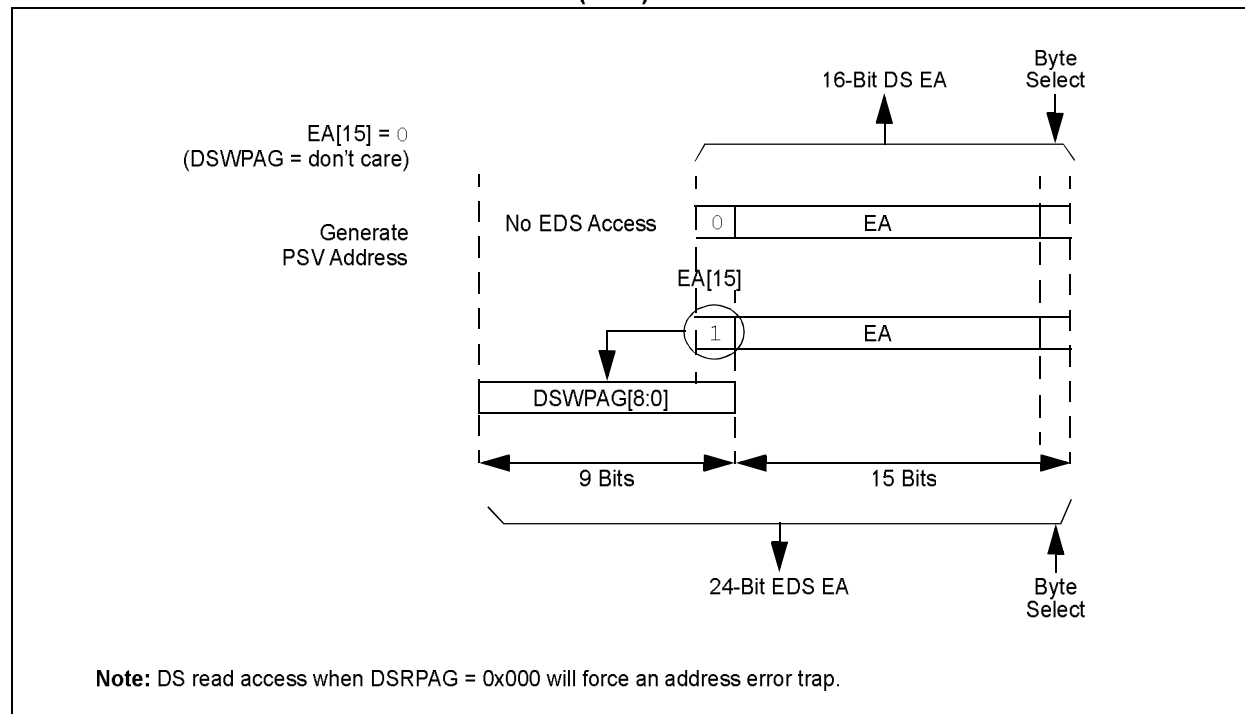 16-Bit DS EA
Byte
Select
EA[15] = 0
(DSWPAG = don't care)
No EDS Access
0
EA
Generate
PSV Address
EA[15]
1
EA
DSWPAG[8:0]
9 Bits
15 Bits
24-Bit EDS EA
Byte
Select
Note: DS read access when DSRPAG = 0x000 will force an address error trap.